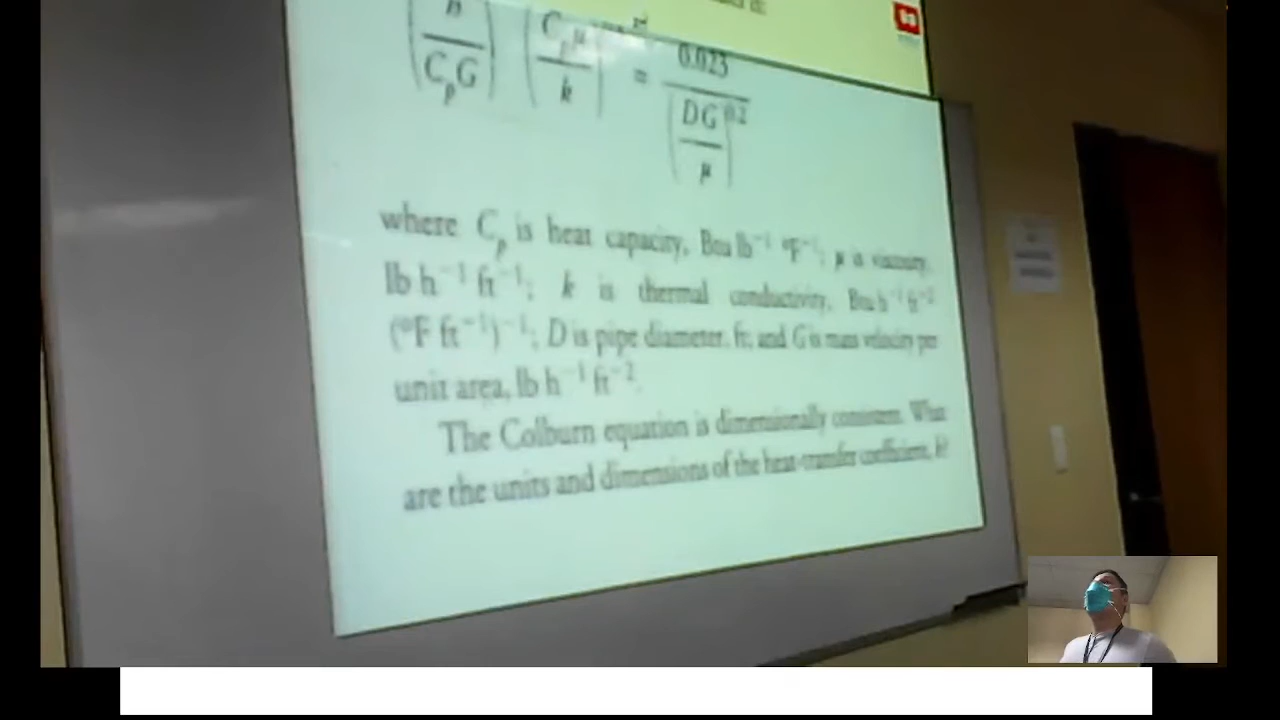 h
C_p G
C_p μ
k
=
0.023
DG 0.2
μ
where C_p is heat capacity, Btu lb⁻¹ °F⁻¹; μ is viscosity,
lb h⁻¹ ft⁻¹; k is thermal conductivity, Btu h⁻¹ ft⁻²
(°F ft⁻¹)⁻¹; D is pipe diameter, ft; and G is mass velocity per
unit area, lb h⁻¹ ft⁻².
The Colburn equation is dimensionally consistent. What
are the units and dimensions of the heat-transfer coefficient, h?